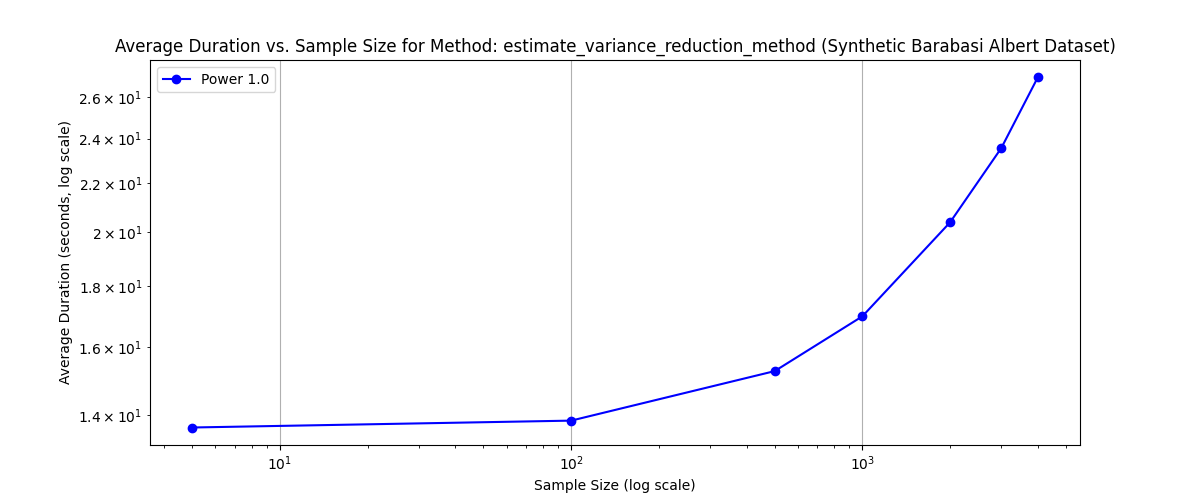 Average Duration vs. Sample Size for Method: estimate_variance_reduction_method (Synthetic Barabasi Albert Dataset)
Power 1.0
2.6 × 10¹
2.4 × 10¹
2.2 × 10¹
2 × 10¹
1.8 × 10¹
1.6 × 10¹
1.4 × 10¹
Average Duration (seconds, log scale)
10¹ 10² 10³
Sample Size (log scale)